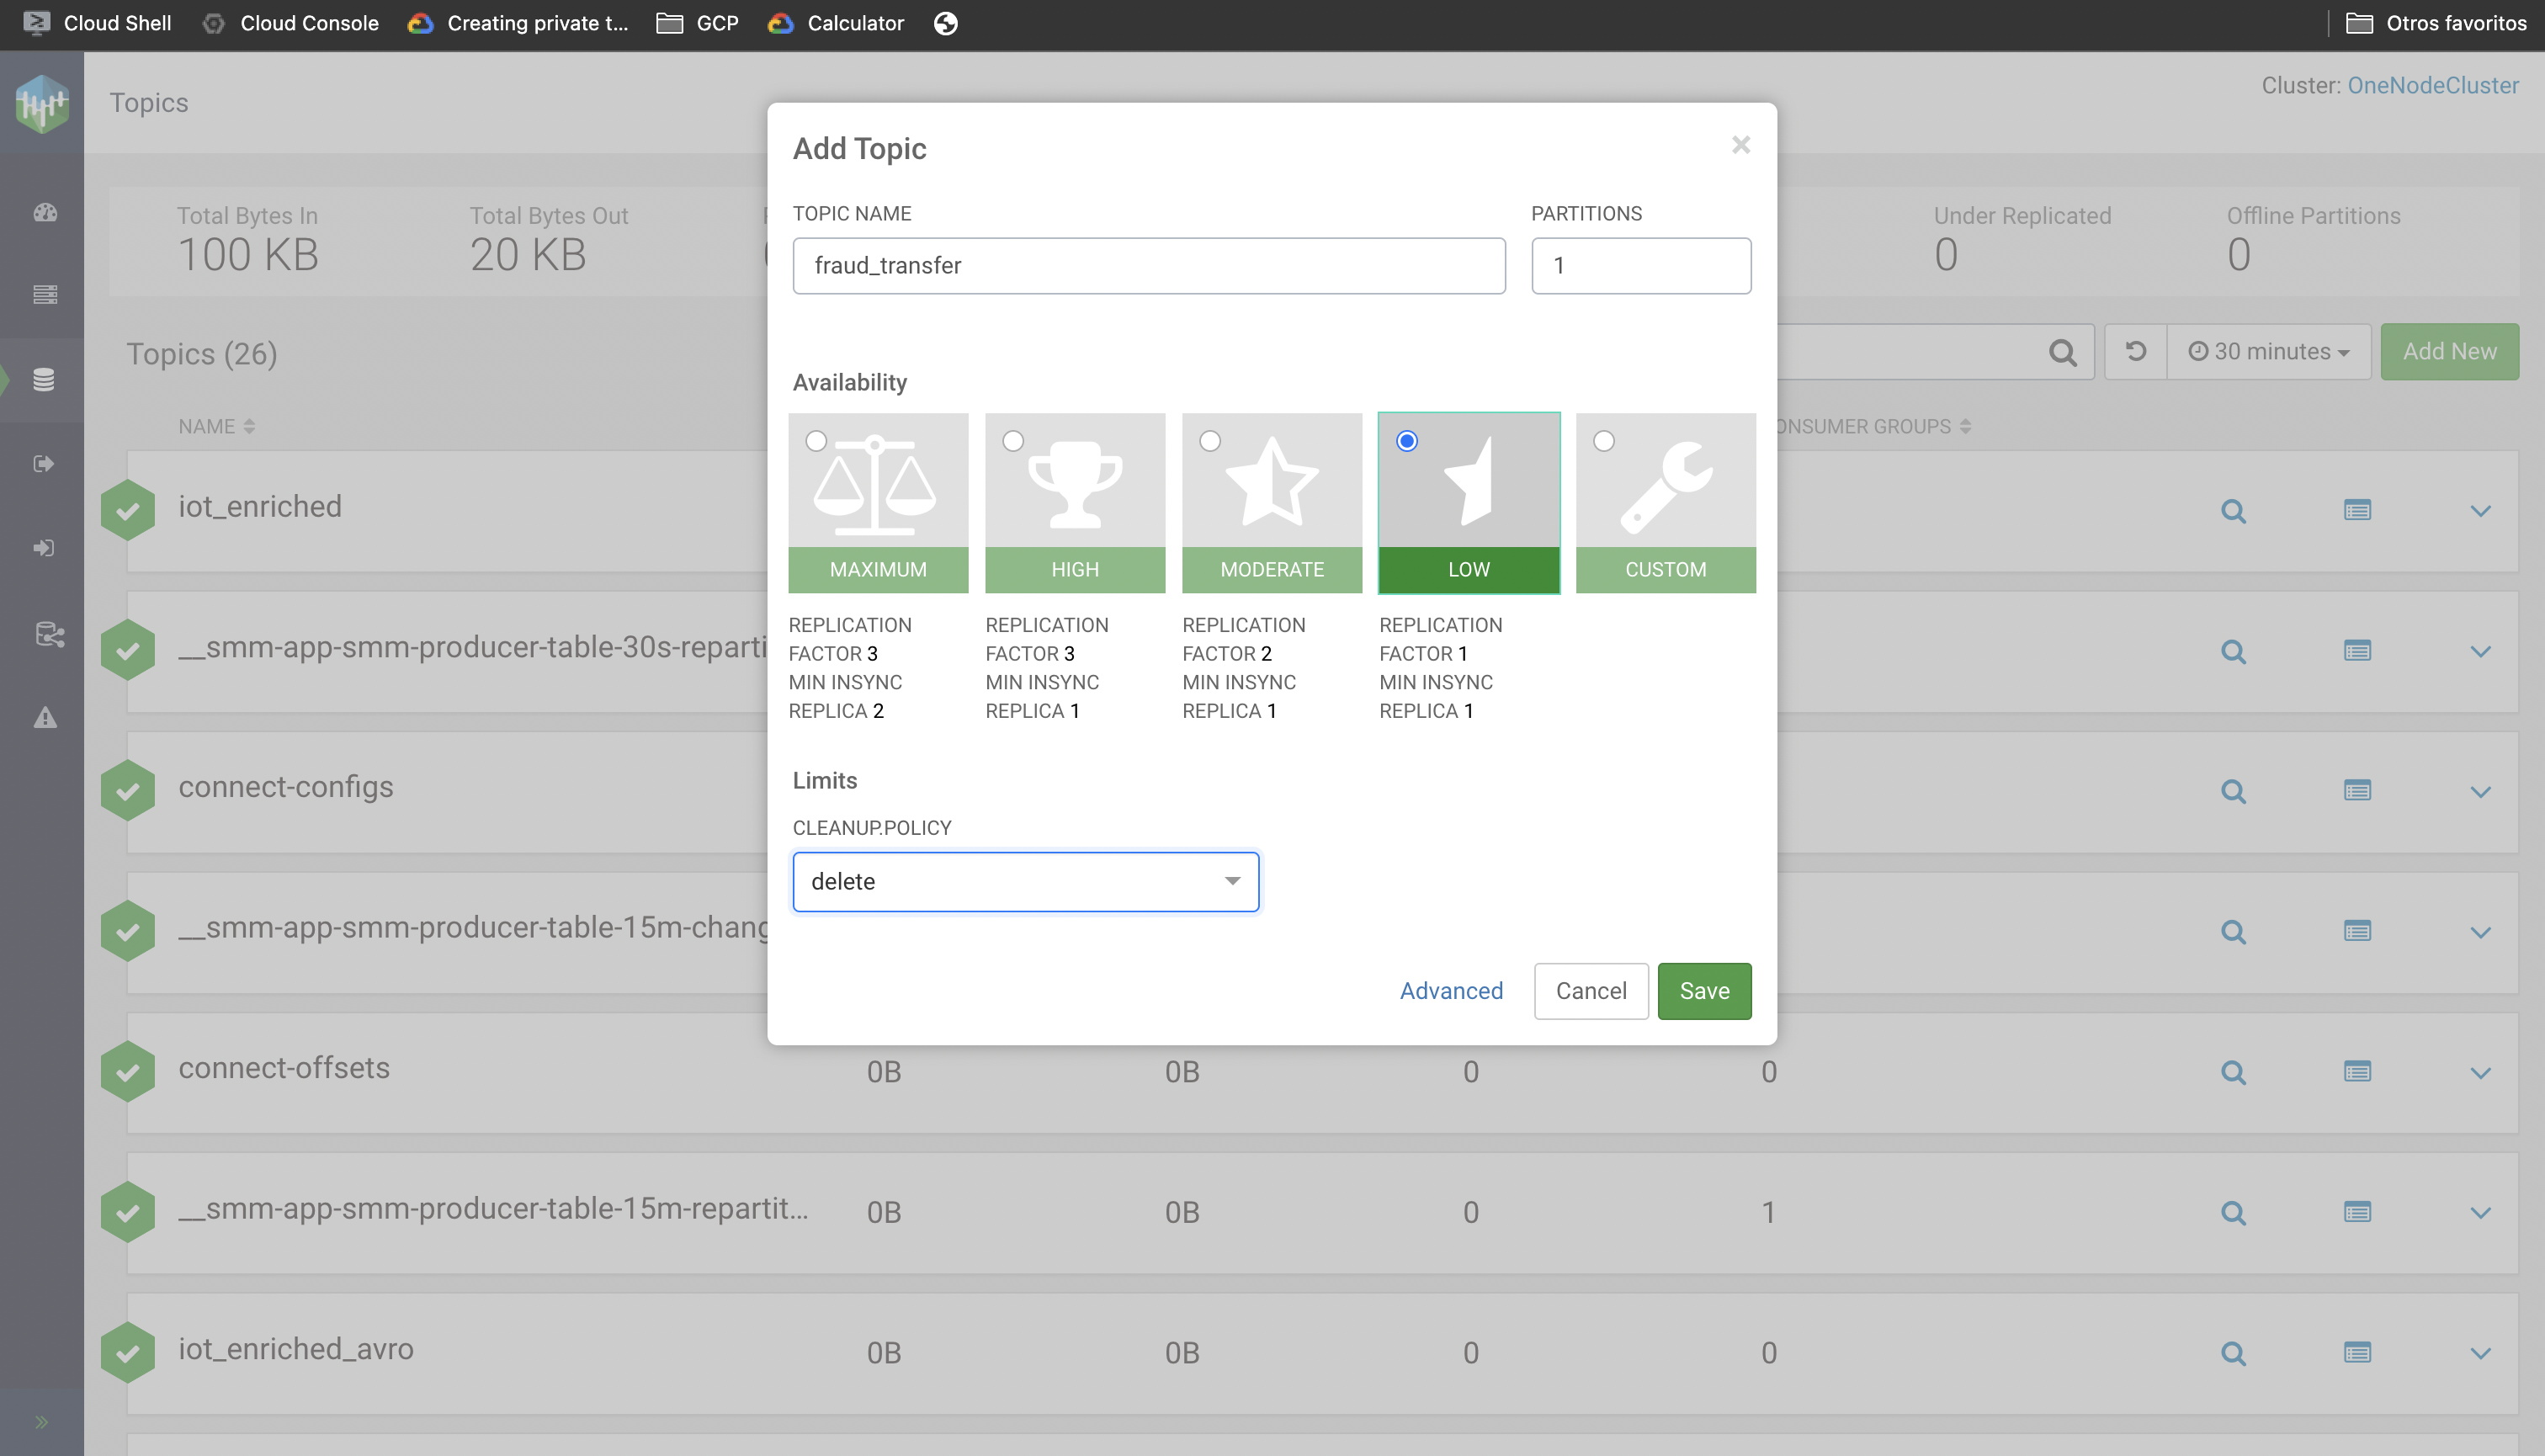 Cloud Shell
Cloud Console
Creating private t...
GCP
Calculator
Otros favoritos
Topics
Cluster: OneNodeCluster
Total Bytes In
100 KB
Total Bytes Out
20 KB
Under Replicated
0
Offline Partitions
0
Topics (26)
30 minutes
Add New
NAME
ONSUMER GROUPS
iot_enriched
__smm-app-smm-producer-table-30s-reparti
connect-configs
__smm-app-smm-producer-table-15m-chang
connect-offsets
0B
0B
0
0
__smm-app-smm-producer-table-15m-repartit...
0B
0B
0
1
iot_enriched_avro
0B
0B
0
0
Add Topic
×
TOPIC NAME
PARTITIONS
fraud_transfer
1
Availability
MAXIMUM
HIGH
MODERATE
LOW
CUSTOM
REPLICATION
FACTOR 3
MIN INSYNC
REPLICA 2
REPLICATION
FACTOR 3
MIN INSYNC
REPLICA 1
REPLICATION
FACTOR 2
MIN INSYNC
REPLICA 1
REPLICATION
FACTOR 1
MIN INSYNC
REPLICA 1
Limits
CLEANUP.POLICY
delete
Advanced
Cancel
Save